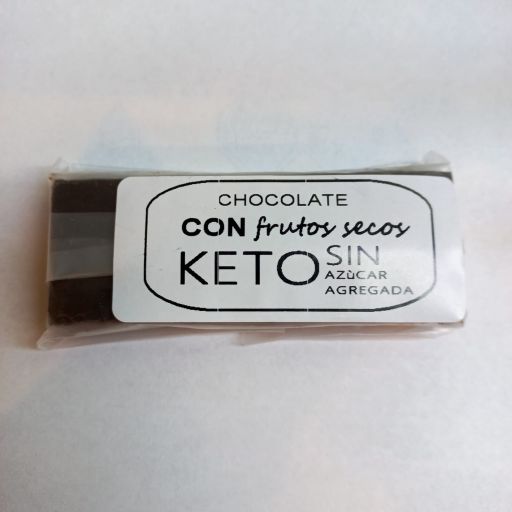 CHOCOLATE
CON frutos secos
KETO SIN
AZùCAR
AGREGADA